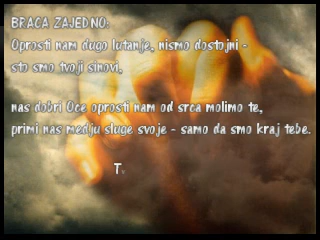 BRACA ZAJEDNO:
Oprosti nam dugo lutanje, nismo dostojni -
sto smo tvoji sinovi,
nas dobri Oce oprosti nam od srca molimo te,
primi nas medju sluge svoje - samo da smo kraj tebe.
T.